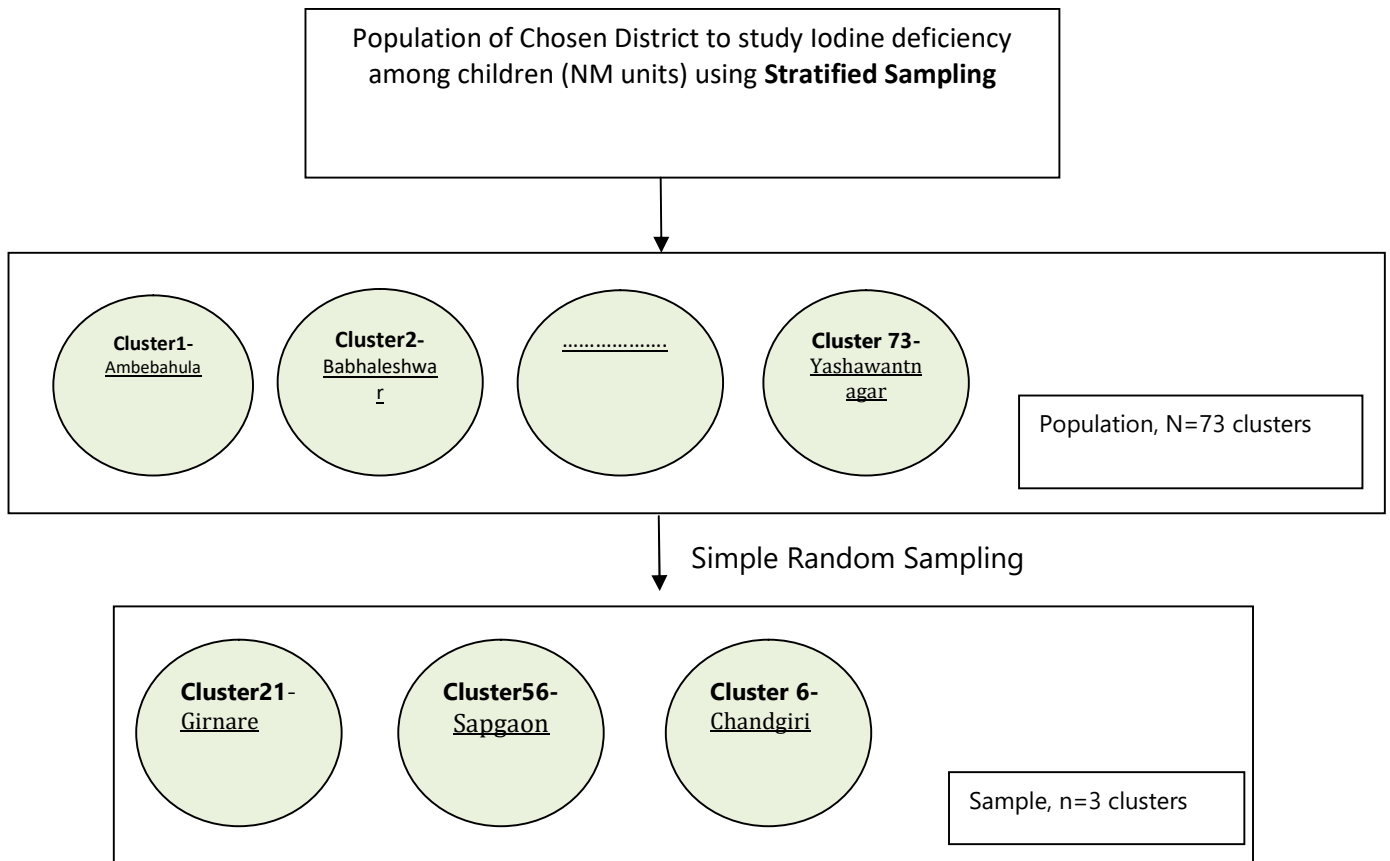 Population of Chosen District to study Iodine deficiency
among children (NM units) using Stratified Sampling
Cluster1-
Ambebahula
Cluster2-
Babhaleshwa
r
...................
Cluster 73-
Yashawantn
agar
Population, N=73 clusters
Simple Random Sampling
Cluster21-
Girnare
Cluster56-
Sapgaon
Cluster 6-
Chandgiri
Sample, n=3 clusters